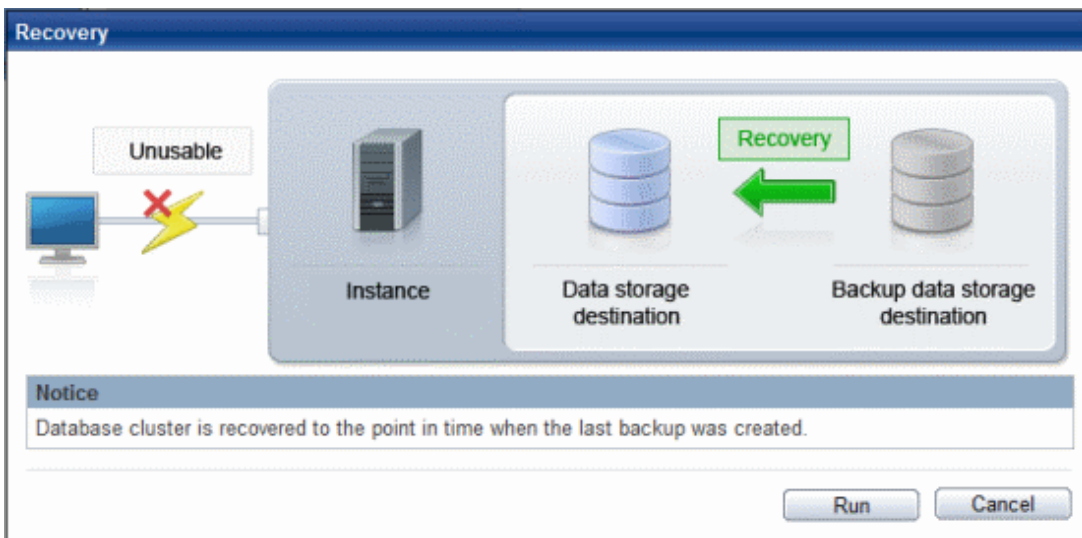 Recovery
Unusable
Recovery
Instance
Data storage
destination
Backup data storage
destination
Notice
Database cluster is recovered to the point in time when the last backup was created.
Run
Cancel